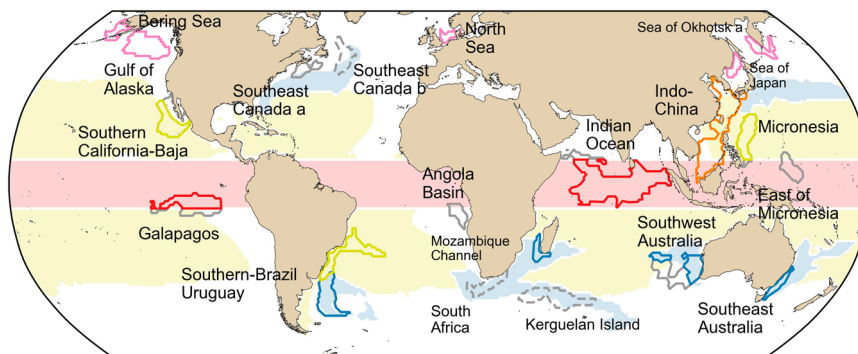 Bering Sea
North
Sea
Sea of Okhotsk a
Gulf of
Alaska
Southeast
Canada a
Southeast
Canada b
Indo-
China
Sea of
Japan
Southern
California-Baja
Indian
Ocean
Micronesia
Angola
Basin
East of
Micronesia
Galapagos
Mozambique
Channel
Southwest
Australia
Southern-Brazil
Uruguay
South
Africa
Kerguelan Island
Southeast
Australia